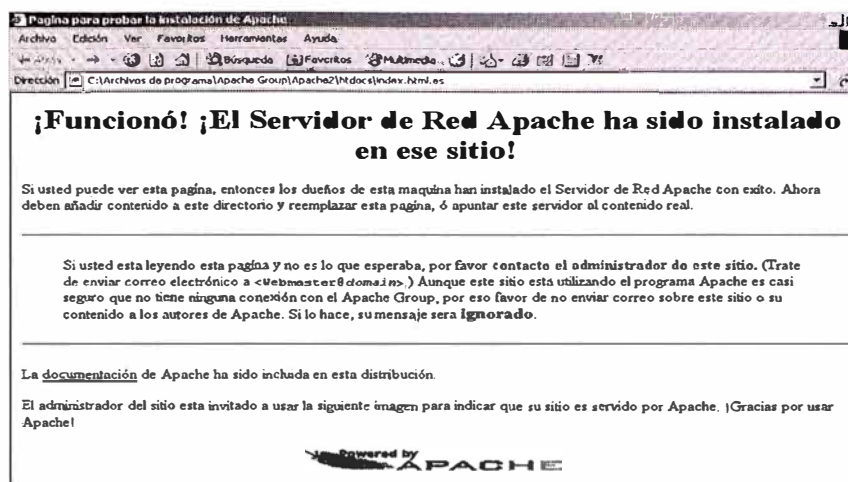 Pagina para probar la instalación de Apache
Archivo Edición Ver Favoritos Herramientas Ayuda
Atrás Búsqueda Favoritos Multimedia
Dirección C:\Archivos de programa\Apache Group\Apache2\htdocs\index.html.es
¡Funcionó! ¡El Servidor de Red Apache ha sido instalado
en ese sitio!
Si usted puede ver esta pagína, entonces los dueños de esta maquína han instalado el Servidor de Red Apache con exíto. Ahora
deben añadir contenido a este directorio y reemplazar esta pagina, ó apuntar este servidor al contenido real.
Si usted esta leyendo esta pagína y no es lo que esperaba, por favor contacte el administrador de este sitio. (Trate
de enviar correo electrónico a <Webmaster@domain>.) Aunque este sitio está utilizando el programa Apache es casi
seguro que no tiene ninguna conexión con el Apache Group, por eso favor de no enviar correo sobre este sitio o su
contenido a los autores de Apache. Si lo hace, su mensaje sera ignorado.
La documentación de Apache ha sido incluida en esta distribución.
El administrador del sitio esta invitado a usar la siguiente imagen para indicar que su sitio es servido por Apache. ¡Gracias por usar
Apache!
Powered by
APACHE